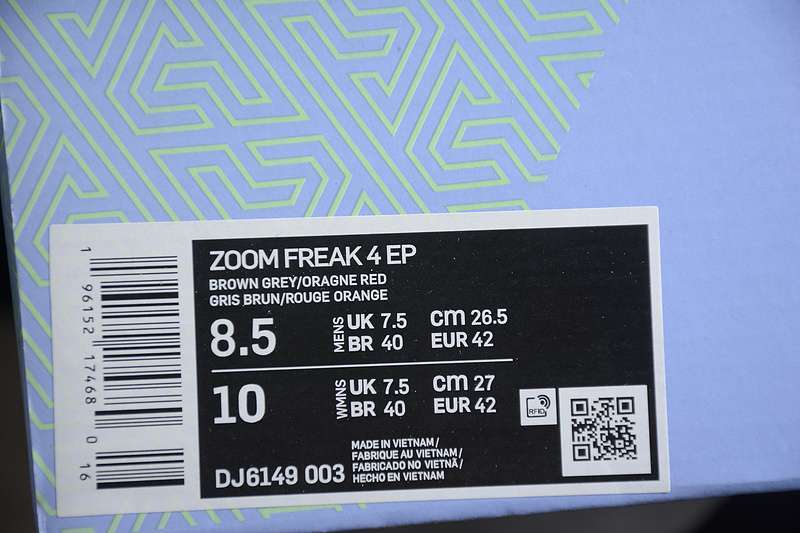 ZOOM FREAK 4 EP
BROWN GREY/ORAGNE RED
GRIS BRUN/ROUGE ORANGE
8.5
MENS
UK 7.5 cm 26.5
BR 40 EUR 42
10
WMNS
UK 7.5 cm 27
BR 40 EUR 42
RFID
DJ6149 003
MADE IN VIETNAM /
FABRIQUE AU VIETNAM /
FABRICADO NO VIETNÃ /
HECHO EN VIETNAM
1 96152 17468 0 16